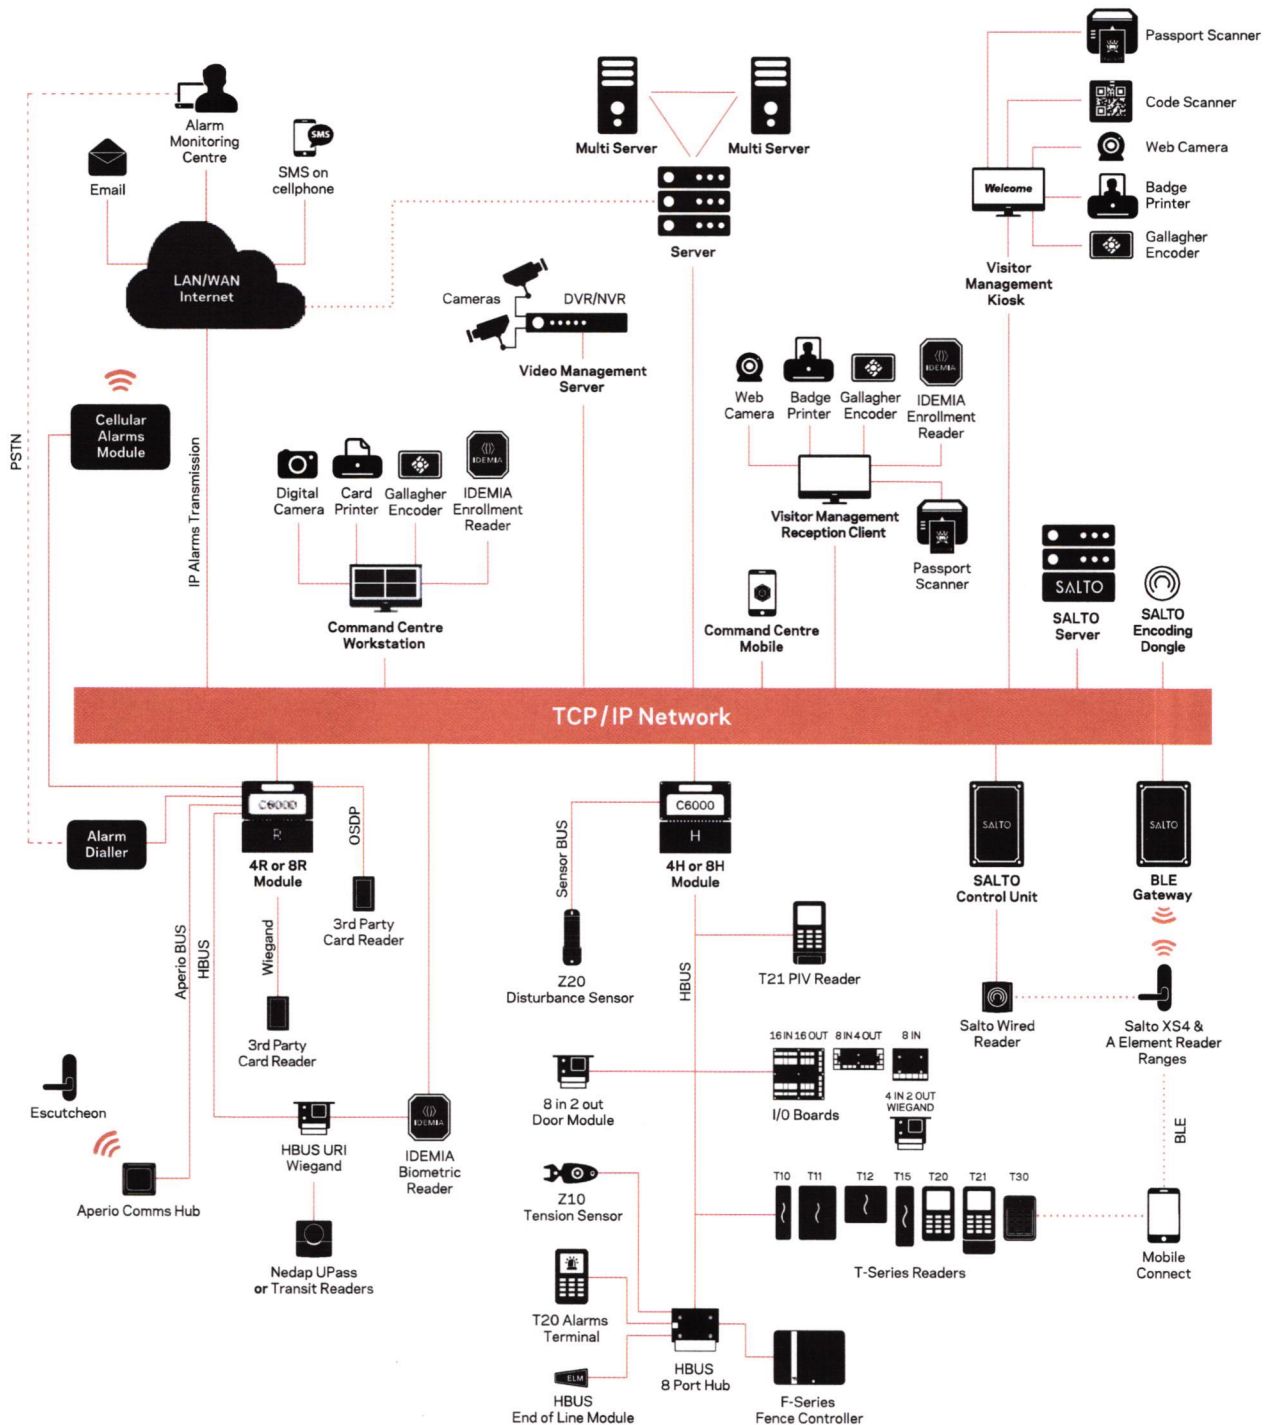 Passport Scanner
Code Scanner
Web Camera
Badge
Printer
Gallagher
Encoder
Welcome
Visitor
Management
Kiosk
Alarm
Monitoring
Centre
Email
SMS
SMS on
cellphone
LAN/WAN
Internet
Multi Server
Multi Server
Server
Cameras
DVR/NVR
Video Management
Server
PSTN
Cellular
Alarms
Module
IP Alarms Transmission
Digital
Camera
Card
Printer
Gallagher
Encoder
IDEMIA
IDEMIA
Enrollment
Reader
Command Centre
Workstation
Web
Camera
Badge
Printer
Gallagher
Encoder
IDEMIA
IDEMIA
Enrollment
Reader
Visitor Management
Reception Client
Passport
Scanner
Command Centre
Mobile
SALTO
SALTO
Server
SALTO
Encoding
Dongle
TCP/IP Network
C6000
R
4R or 8R
Module
Alarm
Dialler
OSDP
3rd Party
Card Reader
Aperio BUS
HBUS
Wiegand
3rd Party
Card Reader
Escutcheon
Aperio Comms Hub
HBUS URI
Wiegand
IDEMIA
IDEMIA
Biometric
Reader
Nedap UPass
or Transit Readers
C6000
H
4H or 8H
Module
Sensor BUS
Z20
Disturbance Sensor
HBUS
T21 PIV Reader
8 in 2 out
Door Module
16 IN 16 OUT
8 IN 4 OUT
8 IN
I/O Boards
4 IN 2 OUT
WIEGAND
Z10
Tension Sensor
T10
T11
T12
T15
T20
T21
T30
T-Series Readers
T20 Alarms
Terminal
ELM
HBUS
End of Line Module
HBUS
8 Port Hub
F-Series
Fence Controller
SALTO
SALTO
Control Unit
SALTO
BLE
Gateway
Salto Wired
Reader
Salto XS4 &
A Element Reader
Ranges
BLE
Mobile
Connect